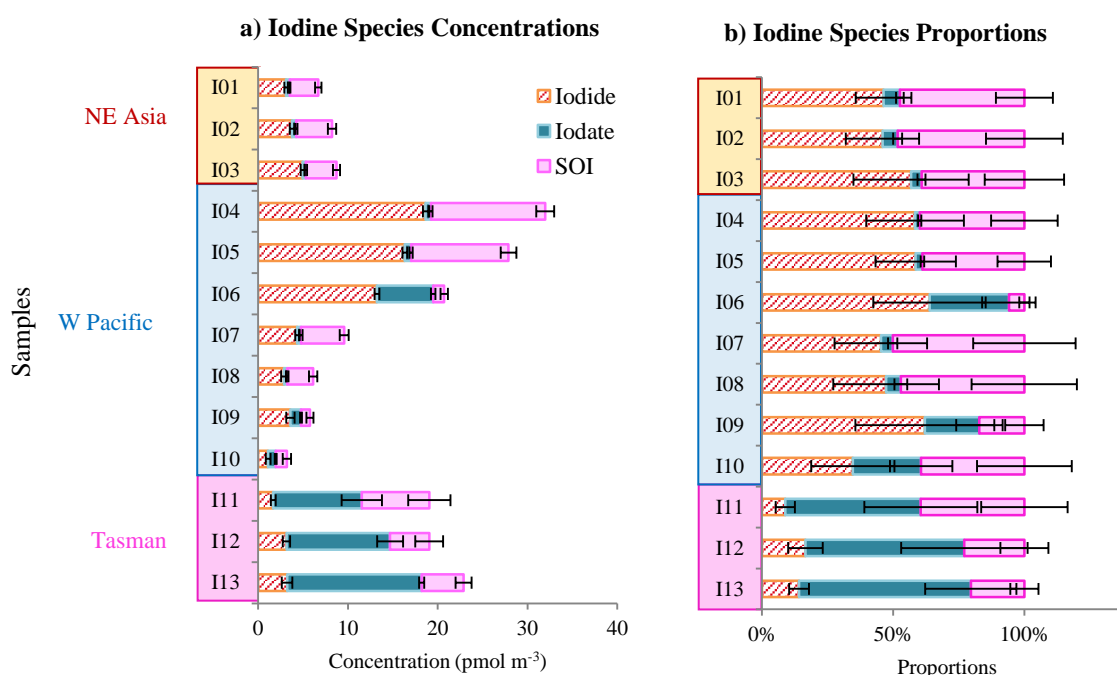 a) Iodine Species Concentrations
NE Asia
W Pacific
Tasman
Samples
I01
I02
I03
I04
I05
I06
I07
I08
I09
I10
I11
I12
I13
Iodide
Iodate
SOI
0 10 20 30 40
Concentration (pmol m⁻³)
b) Iodine Species Proportions
I01
I02
I03
I04
I05
I06
I07
I08
I09
I10
I11
I12
I13
0% 50% 100%
Proportions